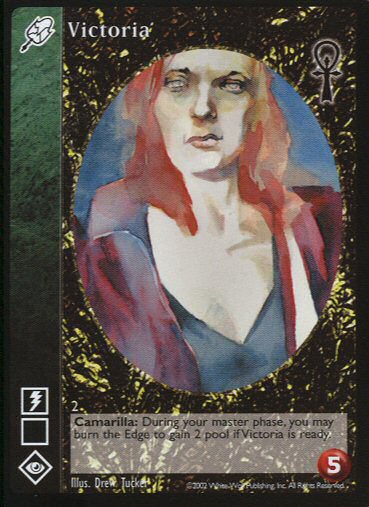 Victoria
2
Camarilla: During your master phase, you may
burn the Edge to gain 2 pool if Victoria is ready.
5
Illus. Drew Tucker
©2002 White Wolf Publishing, Inc. All Rights Reserved.